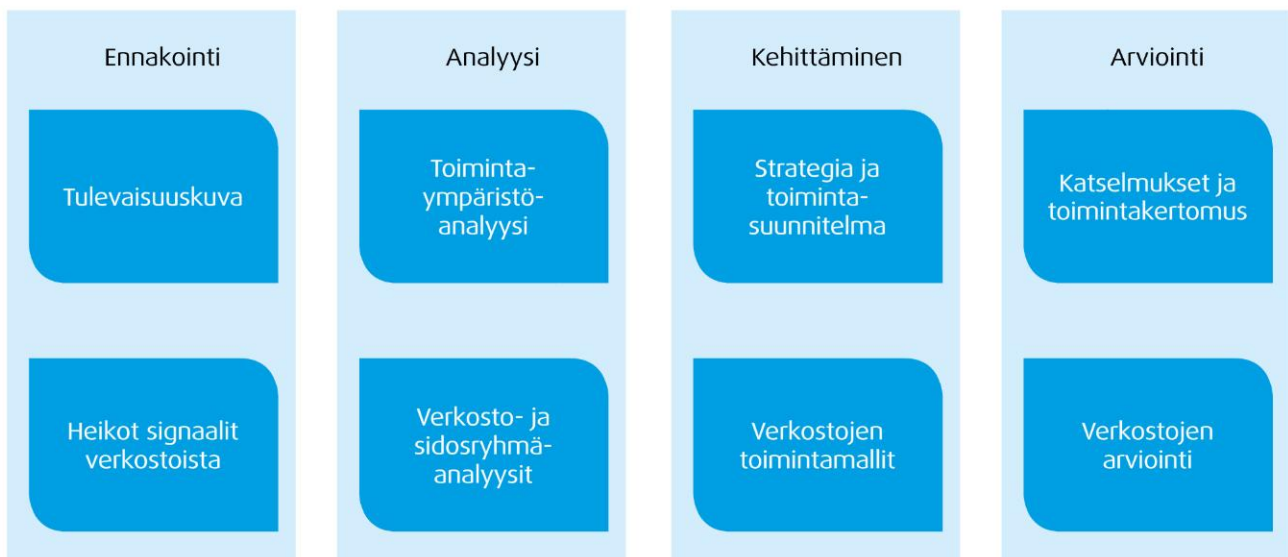 Ennakointi
Tulevaisuuskuva
Heikot signaalit
verkostoista
Analyysi
Toiminta-
ympäristö-
analyysi
Verkosto- ja
sidosryhmä-
analyysit
Kehittäminen
Strategia ja
toiminta-
suunnitelma
Verkostojen
toimintamallit
Arviointi
Katselmukset ja
toimintakertomus
Verkostojen
arviointi